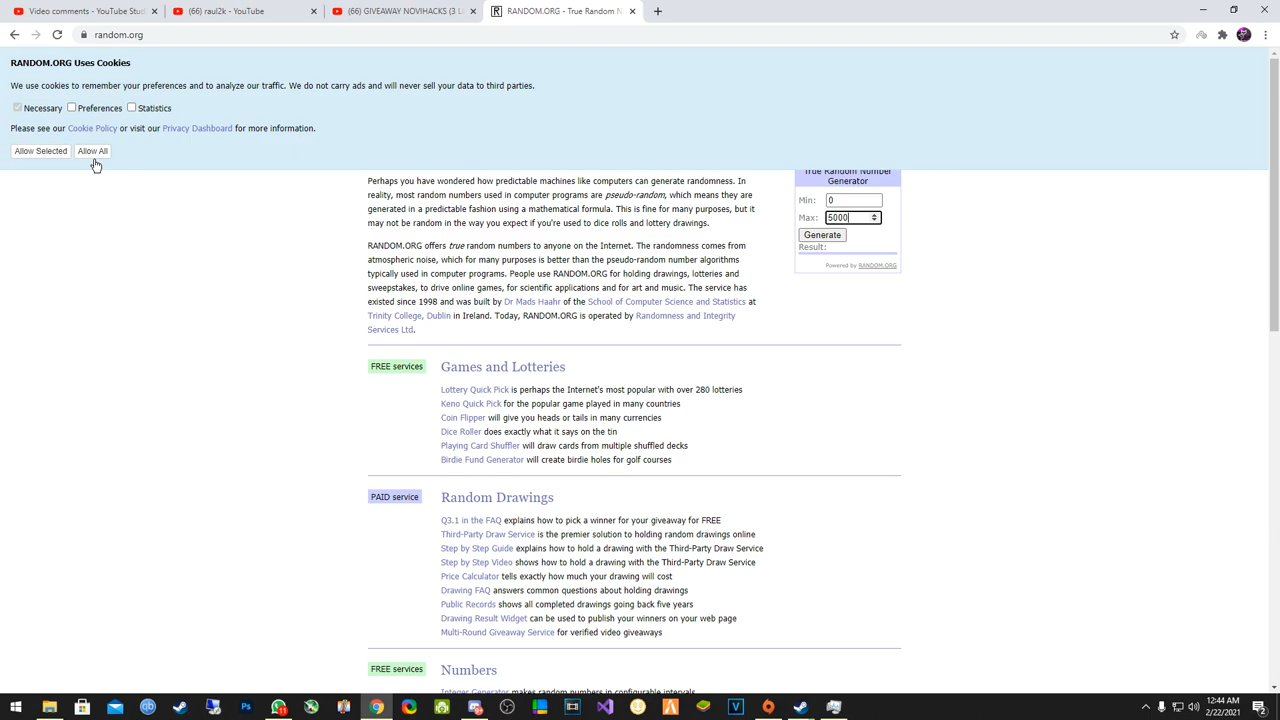 Video comments - YouTube Stud
(66) raul2k - YouTube
(66) GIVEAWAY NOVIHACKS (3 L
RANDOM.ORG - True Random N
random.org
RANDOM.ORG Uses Cookies
We use cookies to remember your preferences and to analyze our traffic. We do not carry ads and will never sell your data to third parties.
Necessary Preferences Statistics
Please see our Cookie Policy or visit our Privacy Dashboard for more information.
Allow Selected Allow All
Perhaps you have wondered how predictable machines like computers can generate randomness. In
reality, most random numbers used in computer programs are pseudo-random, which means they are
generated in a predictable fashion using a mathematical formula. This is fine for many purposes, but it
may not be random in the way you expect if you're used to dice rolls and lottery drawings.
RANDOM.ORG offers true random numbers to anyone on the Internet. The randomness comes from
atmospheric noise, which for many purposes is better than the pseudo-random number algorithms
typically used in computer programs. People use RANDOM.ORG for holding drawings, lotteries and
sweepstakes, to drive online games, for scientific applications and for art and music. The service has
existed since 1998 and was built by Dr Mads Haahr of the School of Computer Science and Statistics at
Trinity College, Dublin in Ireland. Today, RANDOM.ORG is operated by Randomness and Integrity
Services Ltd.
True Random Number
Generator
Min: 0
Max: 5000
Generate
Result:
Powered by RANDOM.ORG
FREE services
Games and Lotteries
Lottery Quick Pick is perhaps the Internet's most popular with over 280 lotteries
Keno Quick Pick for the popular game played in many countries
Coin Flipper will give you heads or tails in many currencies
Dice Roller does exactly what it says on the tin
Playing Card Shuffler will draw cards from multiple shuffled decks
Birdie Fund Generator will create birdie holes for golf courses
PAID service
Random Drawings
Q3.1 in the FAQ explains how to pick a winner for your giveaway for FREE
Third-Party Draw Service is the premier solution to holding random drawings online
Step by Step Guide explains how to hold a drawing with the Third-Party Draw Service
Step by Step Video shows how to hold a drawing with the Third-Party Draw Service
Price Calculator tells exactly how much your drawing will cost
Drawing FAQ answers common questions about holding drawings
Public Records shows all completed drawings going back five years
Drawing Result Widget can be used to publish your winners on your web page
Multi-Round Giveaway Service for verified video giveaways
FREE services
Numbers
Integer Generator makes random numbers in configurable intervals
11
12:44 AM
2/22/2021
2